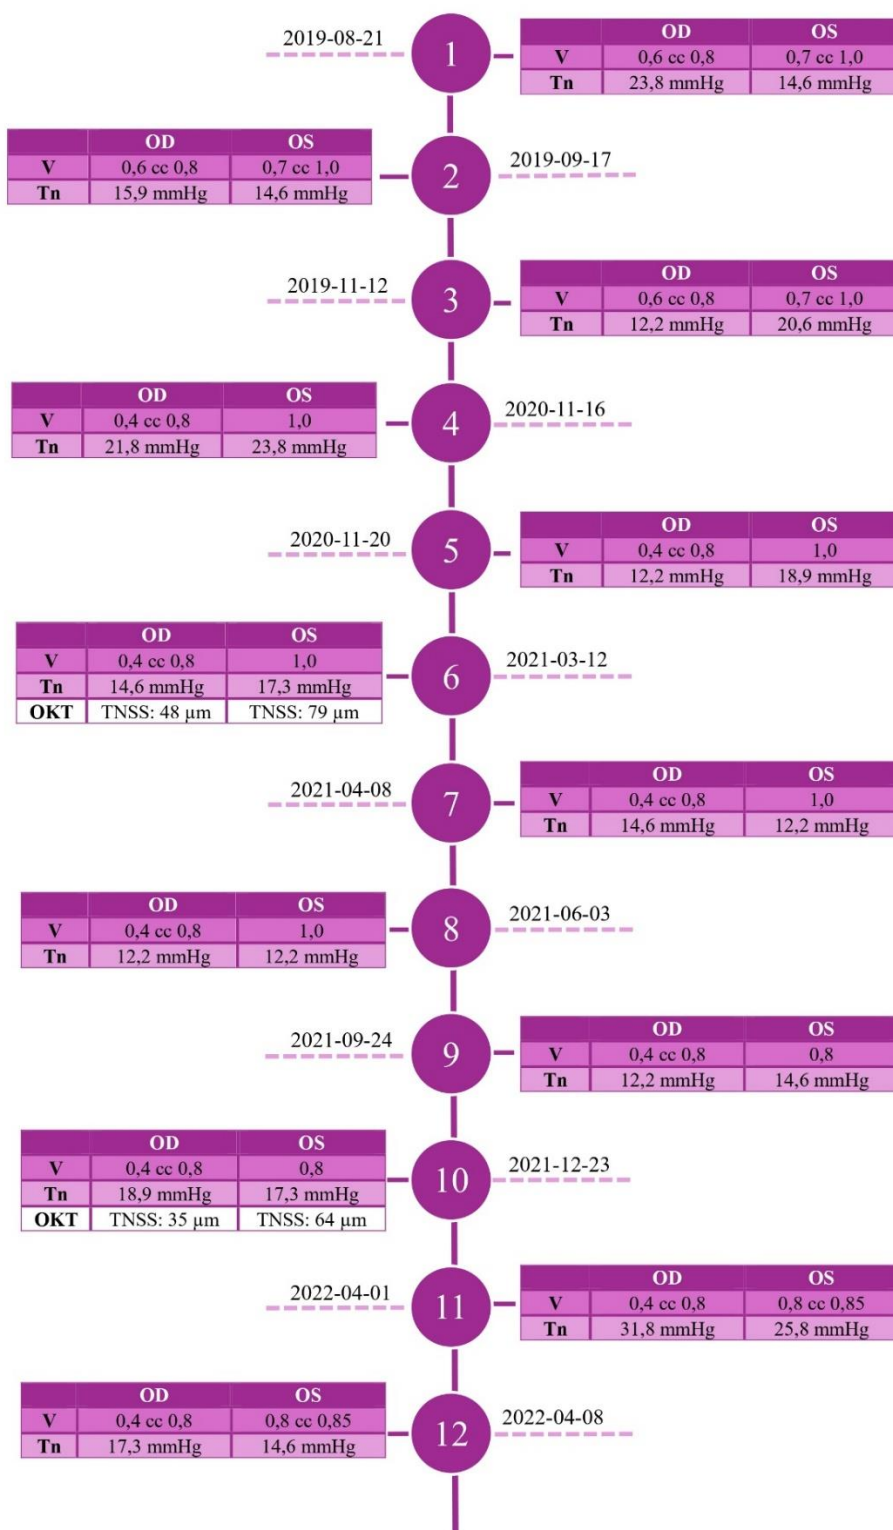 2019-08-21
1
OD OS
V 0,6 cc 0,8 0,7 cc 1,0
Tn 23,8 mmHg 14,6 mmHg
OD OS
V 0,6 cc 0,8 0,7 cc 1,0
Tn 15,9 mmHg 14,6 mmHg
2
2019-09-17
2019-11-12
3
OD OS
V 0,6 cc 0,8 0,7 cc 1,0
Tn 12,2 mmHg 20,6 mmHg
OD OS
V 0,4 cc 0,8 1,0
Tn 21,8 mmHg 23,8 mmHg
4
2020-11-16
2020-11-20
5
OD OS
V 0,4 cc 0,8 1,0
Tn 12,2 mmHg 18,9 mmHg
OD OS
V 0,4 cc 0,8 1,0
Tn 14,6 mmHg 17,3 mmHg
OKT TNSS: 48 µm TNSS: 79 µm
6
2021-03-12
2021-04-08
7
OD OS
V 0,4 cc 0,8 1,0
Tn 14,6 mmHg 12,2 mmHg
OD OS
V 0,4 cc 0,8 1,0
Tn 12,2 mmHg 12,2 mmHg
8
2021-06-03
2021-09-24
9
OD OS
V 0,4 cc 0,8 0,8
Tn 12,2 mmHg 14,6 mmHg
OD OS
V 0,4 cc 0,8 0,8
Tn 18,9 mmHg 17,3 mmHg
OKT TNSS: 35 µm TNSS: 64 µm
10
2021-12-23
2022-04-01
11
OD OS
V 0,4 cc 0,8 0,8 cc 0,85
Tn 31,8 mmHg 25,8 mmHg
OD OS
V 0,4 cc 0,8 0,8 cc 0,85
Tn 17,3 mmHg 14,6 mmHg
12
2022-04-08